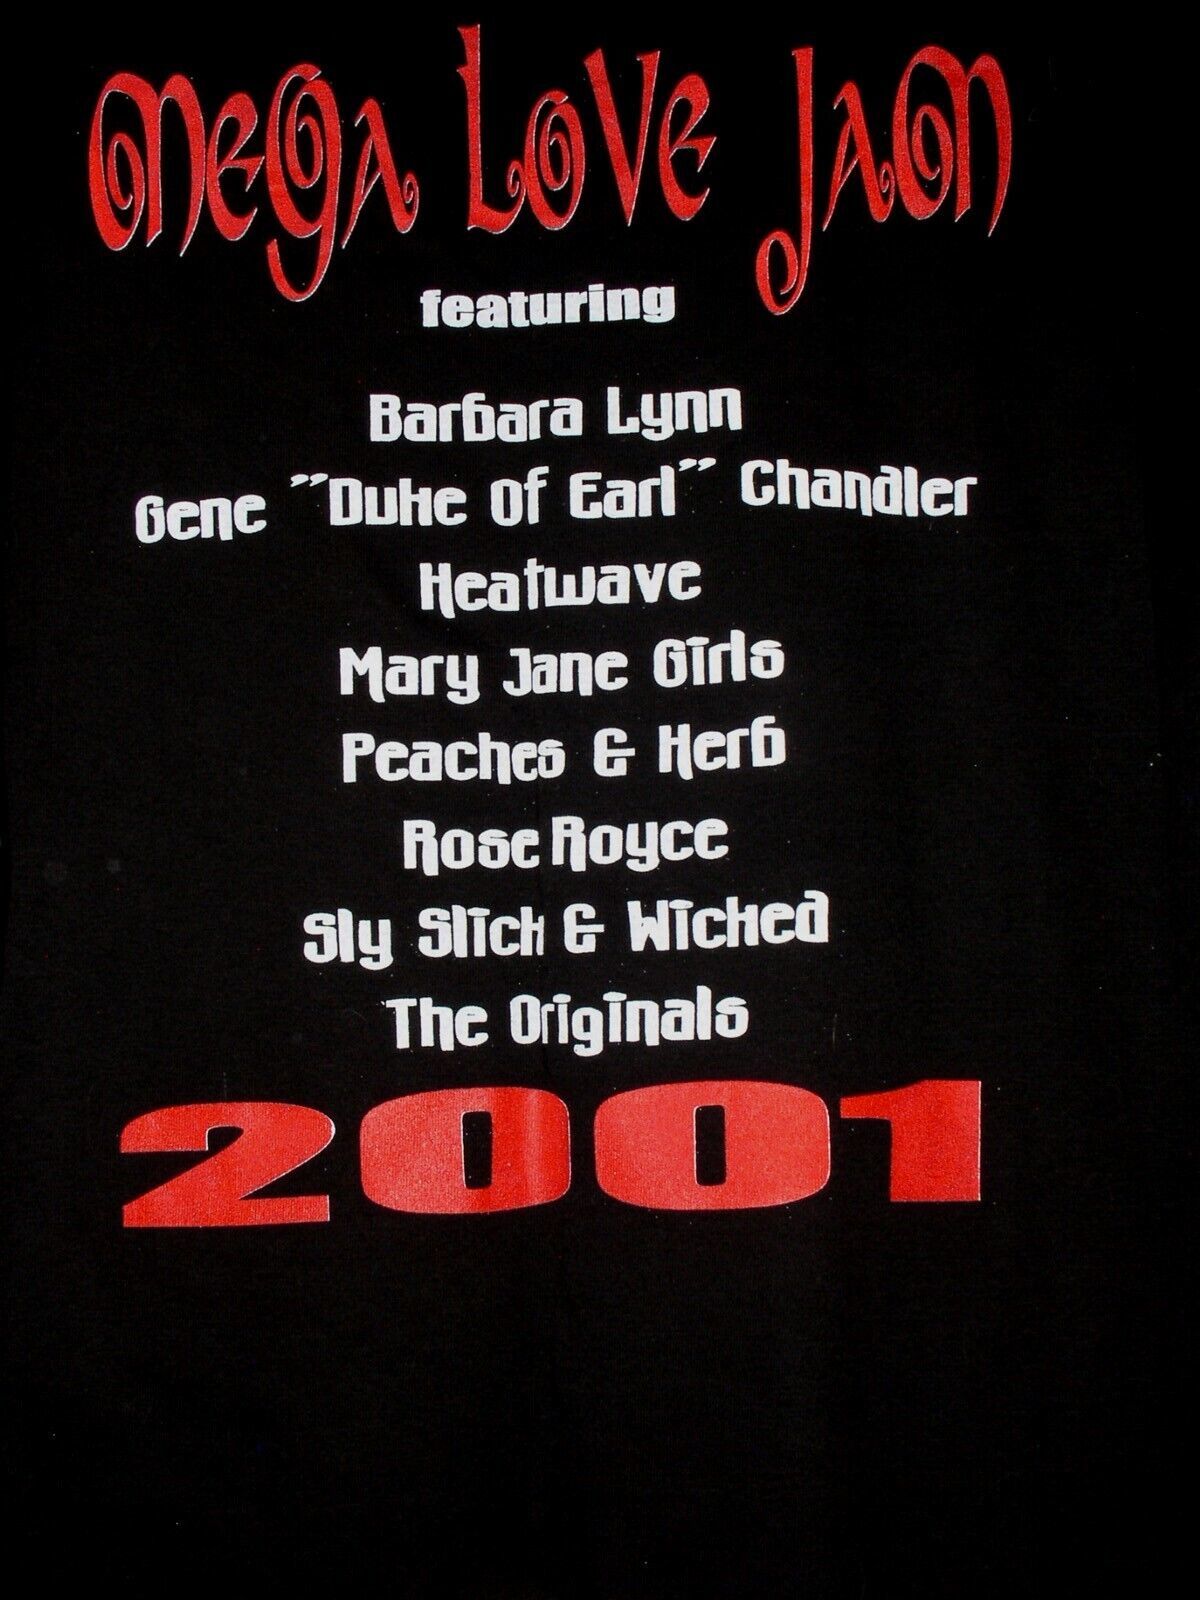 MEGA LOVE JAM
featuring
Barbara Lynn
Gene "Duke Of Earl" Chandler
Heatwave
Mary Jane Girls
Peaches & Herb
Rose Royce
Sly Slick & Wicked
The Originals
2001